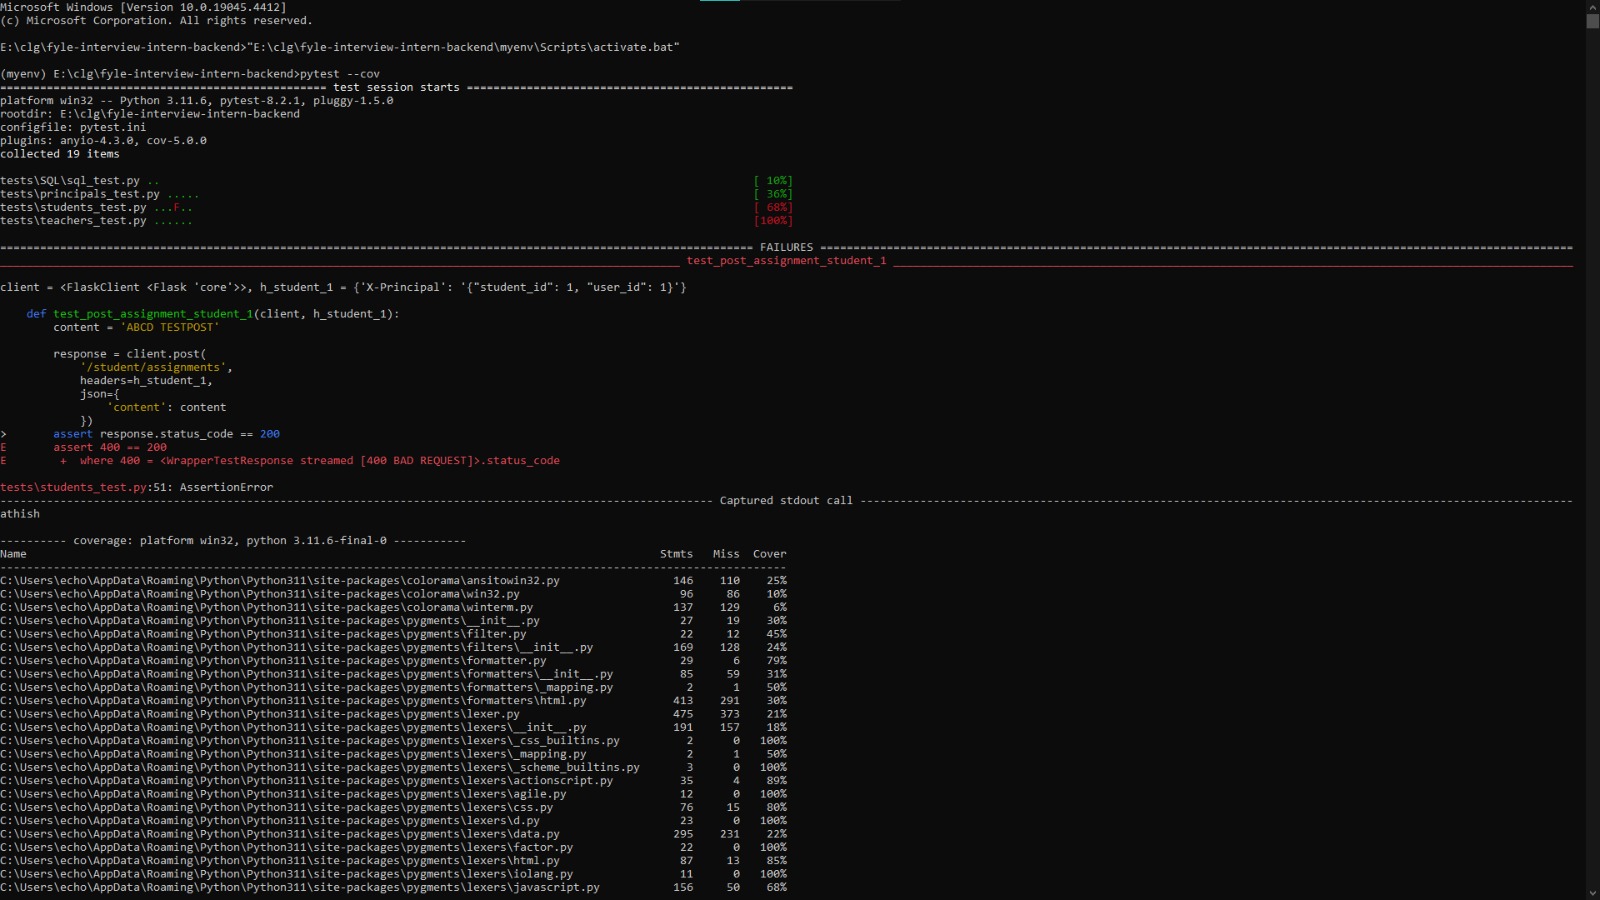 Microsoft Windows [Version 10.0.19045.4412]
(c) Microsoft Corporation. All rights reserved.
E:\clg\fyle-interview-intern-backend>"E:\clg\fyle-interview-intern-backend\myenv\Scripts\activate.bat"
(myenv) E:\clg\fyle-interview-intern-backend>pytest --cov
================================================= test session starts =================================================
platform win32 -- Python 3.11.6, pytest-8.2.1, pluggy-1.5.0
rootdir: E:\clg\fyle-interview-intern-backend
configfile: pytest.ini
plugins: anyio-4.3.0, cov-5.0.0
collected 19 items
tests\SQL\sql_test.py .. [ 10%]
tests\principals_test.py ..... [ 36%]
tests\students_test.py ...F.. [ 68%]
tests\teachers_test.py ...... [100%]
================================================= FAILURES =================================================
_________________________________________________ test_post_assignment_student_1 _________________________________________________
client = <FlaskClient <Flask 'core'>>, h_student_1 = {'X-Principal': '{"student_id": 1, "user_id": 1}'}
def test_post_assignment_student_1(client, h_student_1):
content = 'ABCD TESTPOST'
response = client.post(
'/student/assignments',
headers=h_student_1,
json={
'content': content
})
> assert response.status_code == 200
E assert 400 == 200
E + where 400 = <WrapperTestResponse streamed [400 BAD REQUEST]>.status_code
tests\students_test.py:51: AssertionError
------------------------------------------------- Captured stdout call -------------------------------------------------
athish
---------- coverage: platform win32, python 3.11.6-final-0 -----------
Name Stmts Miss Cover
----------------------------------------------------------------------
C:\Users\echo\AppData\Roaming\Python\Python311\site-packages\colorama\ansitowin32.py 146 110 25%
C:\Users\echo\AppData\Roaming\Python\Python311\site-packages\colorama\win32.py 96 86 10%
C:\Users\echo\AppData\Roaming\Python\Python311\site-packages\colorama\winterm.py 137 129 6%
C:\Users\echo\AppData\Roaming\Python\Python311\site-packages\pygments\__init__.py 27 19 30%
C:\Users\echo\AppData\Roaming\Python\Python311\site-packages\pygments\filter.py 22 12 45%
C:\Users\echo\AppData\Roaming\Python\Python311\site-packages\pygments\filters\__init__.py 169 128 24%
C:\Users\echo\AppData\Roaming\Python\Python311\site-packages\pygments\formatter.py 29 6 79%
C:\Users\echo\AppData\Roaming\Python\Python311\site-packages\pygments\formatters\__init__.py 85 59 31%
C:\Users\echo\AppData\Roaming\Python\Python311\site-packages\pygments\formatters\_mapping.py 2 1 50%
C:\Users\echo\AppData\Roaming\Python\Python311\site-packages\pygments\formatters\html.py 413 291 30%
C:\Users\echo\AppData\Roaming\Python\Python311\site-packages\pygments\lexer.py 475 373 21%
C:\Users\echo\AppData\Roaming\Python\Python311\site-packages\pygments\lexers\__init__.py 191 157 18%
C:\Users\echo\AppData\Roaming\Python\Python311\site-packages\pygments\lexers\_css_builtins.py 2 0 100%
C:\Users\echo\AppData\Roaming\Python\Python311\site-packages\pygments\lexers\_mapping.py 2 1 50%
C:\Users\echo\AppData\Roaming\Python\Python311\site-packages\pygments\lexers\_scheme_builtins.py 3 0 100%
C:\Users\echo\AppData\Roaming\Python\Python311\site-packages\pygments\lexers\actionscript.py 35 4 89%
C:\Users\echo\AppData\Roaming\Python\Python311\site-packages\pygments\lexers\agile.py 12 0 100%
C:\Users\echo\AppData\Roaming\Python\Python311\site-packages\pygments\lexers\css.py 76 15 80%
C:\Users\echo\AppData\Roaming\Python\Python311\site-packages\pygments\lexers\d.py 23 0 100%
C:\Users\echo\AppData\Roaming\Python\Python311\site-packages\pygments\lexers\data.py 295 231 22%
C:\Users\echo\AppData\Roaming\Python\Python311\site-packages\pygments\lexers\factor.py 22 0 100%
C:\Users\echo\AppData\Roaming\Python\Python311\site-packages\pygments\lexers\html.py 87 13 85%
C:\Users\echo\AppData\Roaming\Python\Python311\site-packages\pygments\lexers\iolang.py 11 0 100%
C:\Users\echo\AppData\Roaming\Python\Python311\site-packages\pygments\lexers\javascript.py 156 50 68%